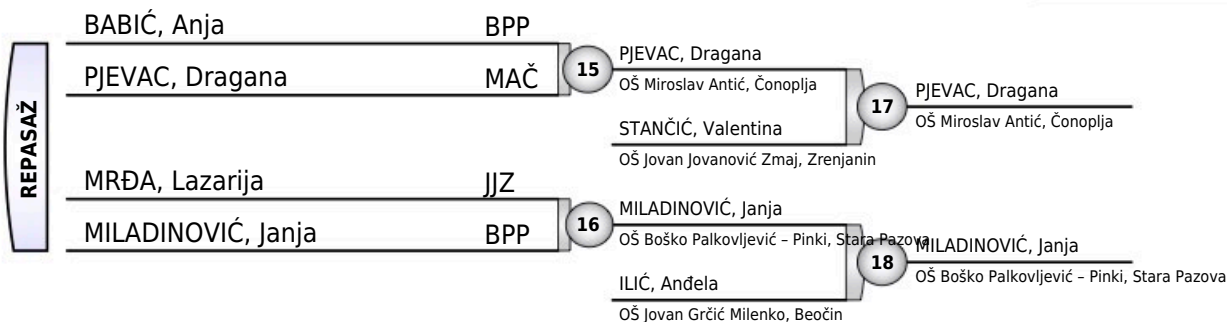 REPASAŽ
BABIĆ, Anja BPP
PJEVAC, Dragana MAČ
15
PJEVAC, Dragana
OŠ Miroslav Antić, Čonoplja
STANČIĆ, Valentina
OŠ Jovan Jovanović Zmaj, Zrenjanin
17
PJEVAC, Dragana
OŠ Miroslav Antić, Čonoplja
MRĐA, Lazarija JJZ
MILADINOVIĆ, Janja BPP
16
MILADINOVIĆ, Janja
OŠ Boško Palkovljević – Pinki, Stara Pazova
ILIĆ, Anđela
OŠ Jovan Grčić Milenko, Beočin
18
MILADINOVIĆ, Janja
OŠ Boško Palkovljević – Pinki, Stara Pazova